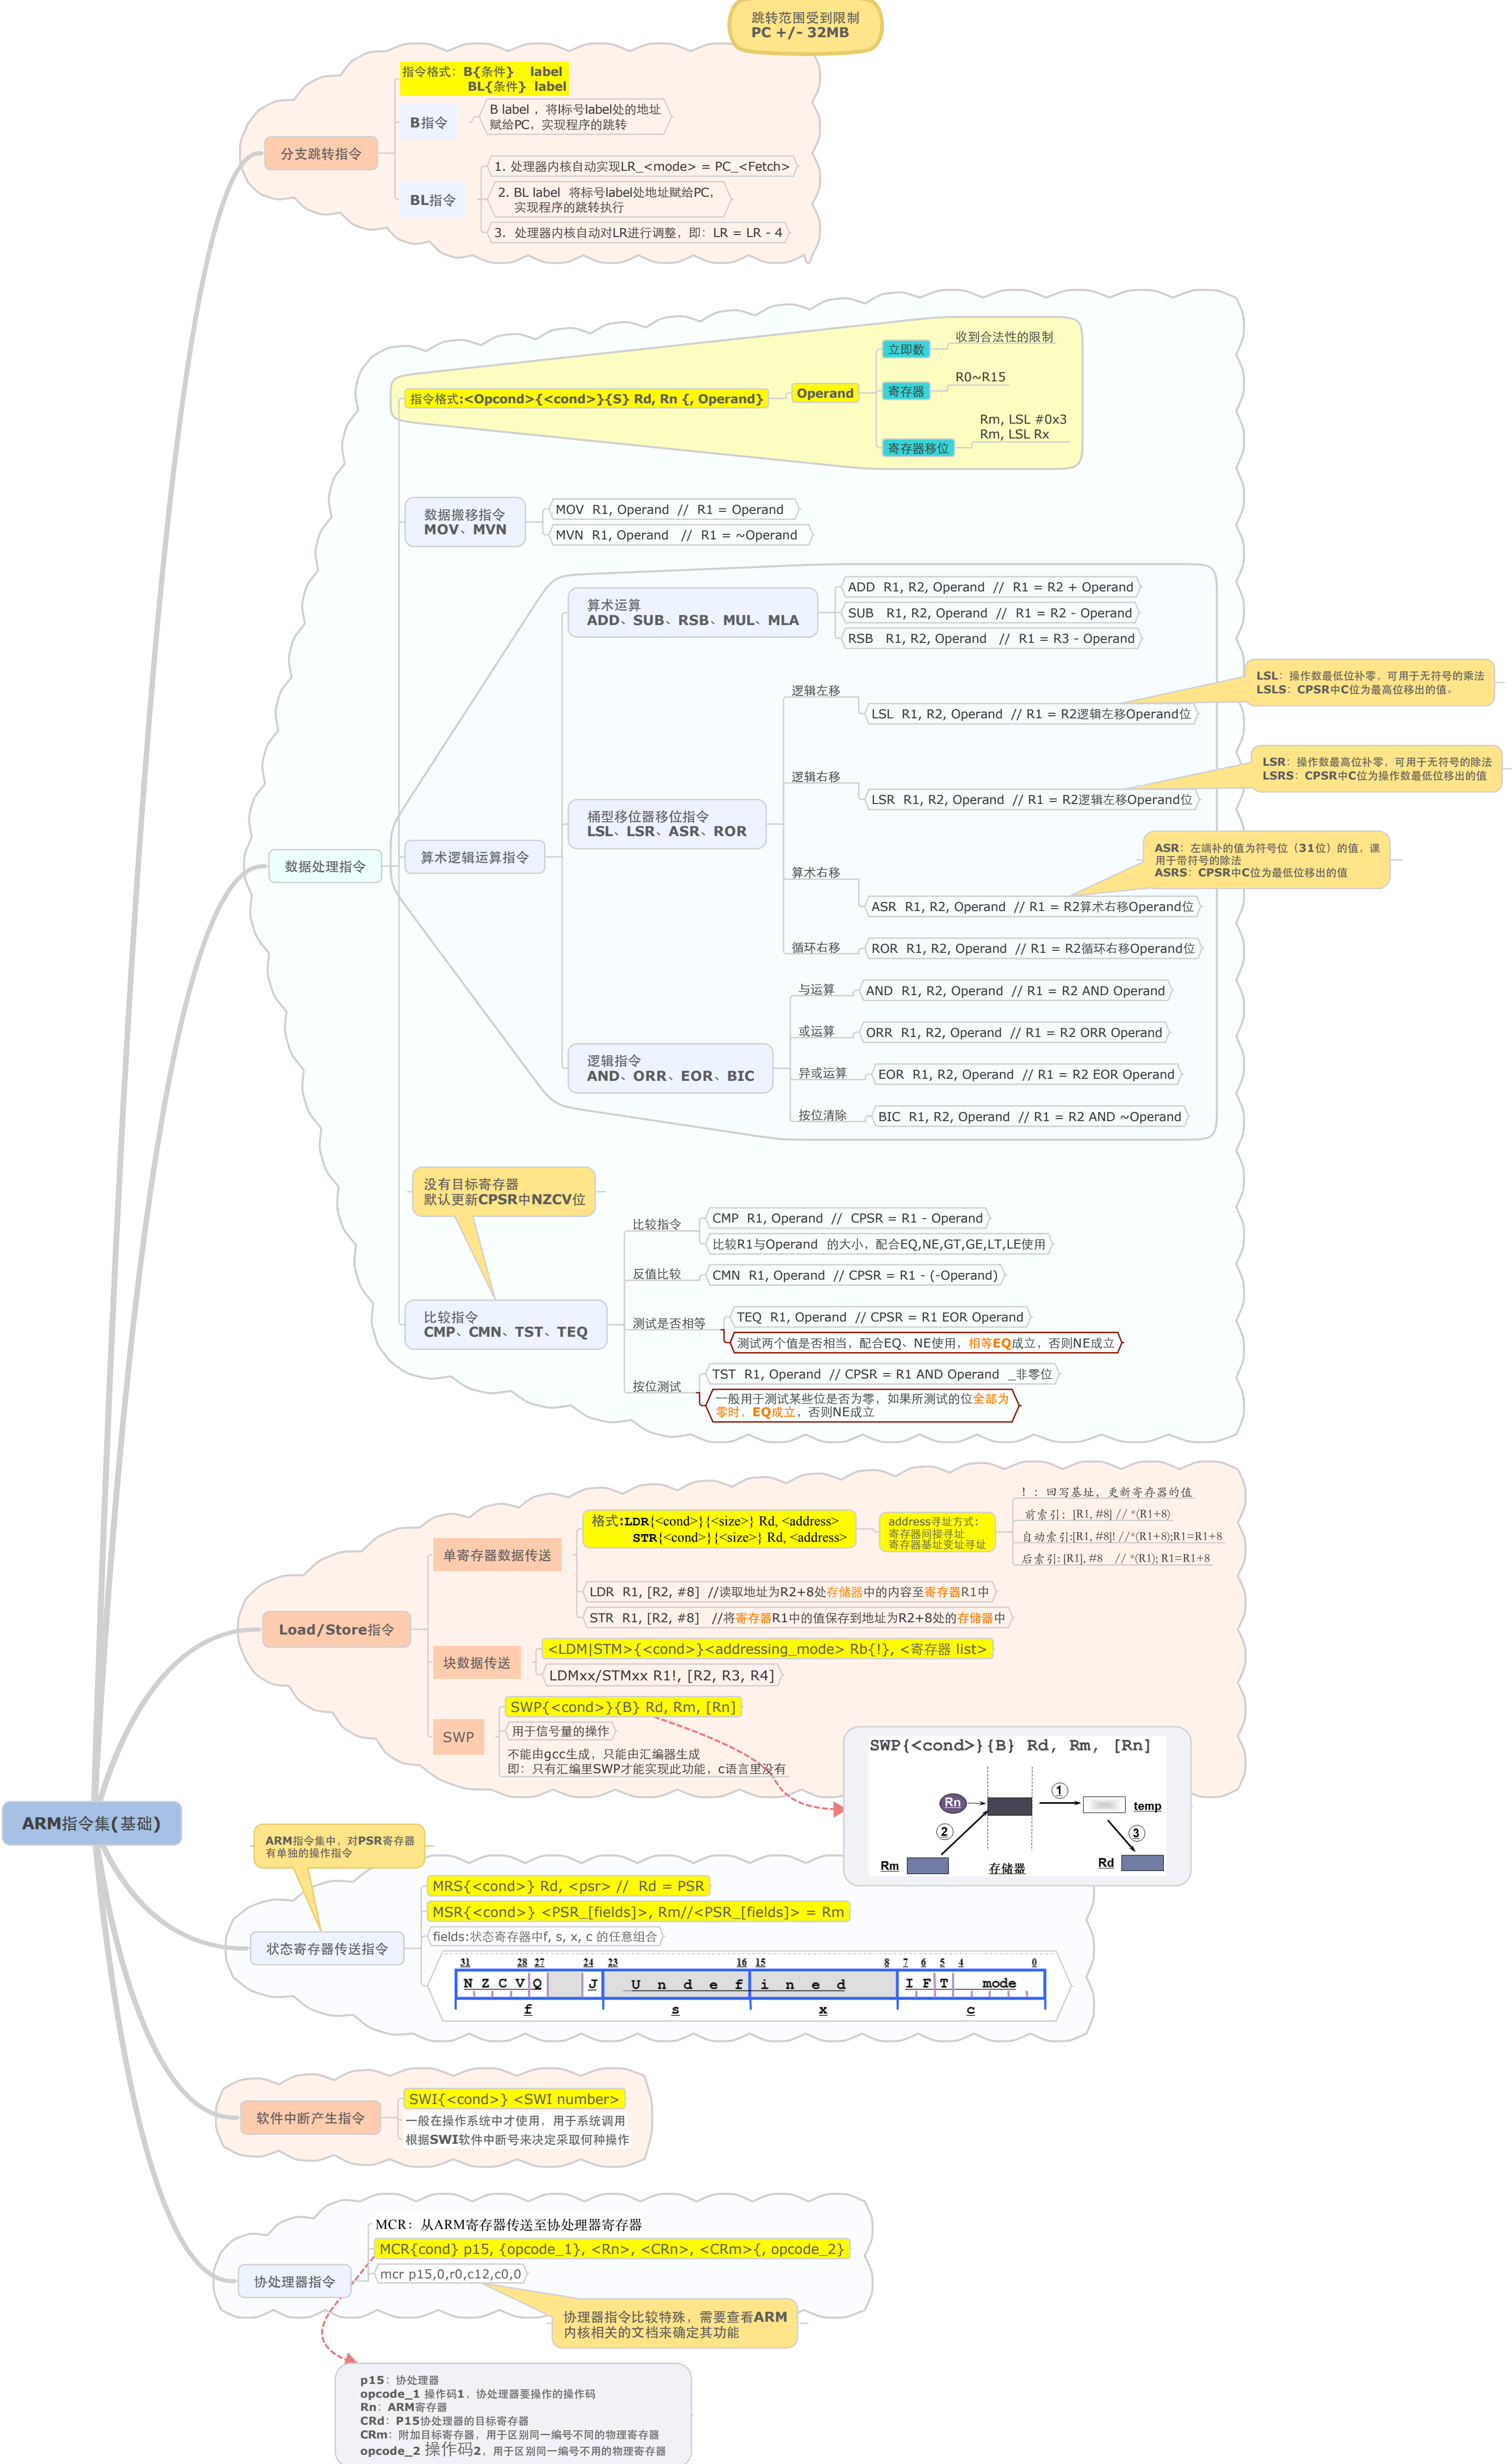 跳转范围受到限制
PC +/- 32MB
指令格式：B{条件}   label
BL{条件}  label
B指令
B label ，将l标号label处的地址
赋给PC，实现程序的跳转
分支跳转指令
BL指令
1. 处理器内核自动实现LR_<mode> = PC_<Fetch>
2. BL label  将标号label处地址赋给PC，
实现程序的跳转执行
3.  处理器内核自动对LR进行调整，即：LR = LR - 4
指令格式:<Opcond>{<cond>}{S} Rd, Rn {, Operand}
Operand
立即数
收到合法性的限制
寄存器
R0~R15
寄存器移位
Rm, LSL #0x3
Rm, LSL Rx
数据搬移指令
MOV、MVN
MOV  R1, Operand  //  R1 = Operand
MVN  R1, Operand   //  R1 = ~Operand
算术运算
ADD、SUB、RSB、MUL、MLA
ADD  R1, R2, Operand  //  R1 = R2 + Operand
SUB   R1, R2, Operand  //  R1 = R2 - Operand
RSB   R1, R2, Operand   //  R1 = R3 - Operand
逻辑左移
LSL  R1, R2, Operand  // R1 = R2逻辑左移Operand位
LSL：操作数最低位补零，可用于无符号的乘法
LSLS：CPSR中C位为最高位移出的值。
逻辑右移
LSR  R1, R2, Operand  // R1 = R2逻辑左移Operand位
LSR：操作数最高位补零，可用于无符号的除法
LSRS：CPSR中C位为操作数最低位移出的值
桶型移位器移位指令
LSL、LSR、ASR、ROR
算术逻辑运算指令
数据处理指令
算术右移
ASR  R1, R2, Operand  // R1 = R2算术右移Operand位
ASR：左端补的值为符号位（31位）的值，课
用于带符号的除法
ASRS：CPSR中C位为最低位移出的值
循环右移
ROR  R1, R2, Operand  // R1 = R2循环右移Operand位
逻辑指令
AND、ORR、EOR、BIC
与运算
AND  R1, R2, Operand  // R1 = R2 AND Operand
或运算
ORR  R1, R2, Operand  // R1 = R2 ORR Operand
异或运算
EOR  R1, R2, Operand  // R1 = R2 EOR Operand
按位清除
BIC  R1, R2, Operand  // R1 = R2 AND ~Operand
没有目标寄存器
默认更新CPSR中NZCV位
比较指令
CMP、CMN、TST、TEQ
比较指令
CMP  R1, Operand  //  CPSR = R1 - Operand
比较R1与Operand  的大小，配合EQ,NE,GT,GE,LT,LE使用
反值比较
CMN  R1, Operand  // CPSR = R1 - (-Operand)
测试是否相等
TEQ  R1, Operand  // CPSR = R1 EOR Operand
测试两个值是否相当，配合EQ、NE使用，相等EQ成立，否则NE成立
按位测试
TST  R1, Operand  // CPSR = R1 AND Operand  _非零位
一般用于测试某些位是否为零，如果所测试的位全部为
零时，EQ成立，否则NE成立
Load/Store指令
单寄存器数据传送
格式:LDR{<cond>}{<size>} Rd, <address>
STR{<cond>}{<size>} Rd, <address>
address寻址方式：
寄存器间接寻址
寄存器基址变址寻址
！：回写基址，更新寄存器的值
前索引：[R1, #8] // *(R1+8)
自动索引:[R1, #8]! //*(R1+8);R1=R1+8
后索引: [R1], #8   // *(R1); R1=R1+8
LDR  R1, [R2, #8]  //读取地址为R2+8处存储器中的内容至寄存器R1中
STR  R1, [R2, #8]   //将寄存器R1中的值保存到地址为R2+8处的存储器中
块数据传送
<LDM|STM>{<cond>}<addressing_mode> Rb{!}, <寄存器 list>
LDMxx/STMxx R1!, [R2, R3, R4]
SWP
SWP{<cond>}{B} Rd, Rm, [Rn]
用于信号量的操作
不能由gcc生成，只能由汇编器生成
即：只有汇编里SWP才能实现此功能，c语言里没有
SWP{<cond>}{B} Rd, Rm, [Rn]
Rn
①
temp
②
③
Rm
存储器
Rd
ARM指令集(基础)
ARM指令集中，对PSR寄存器
有单独的操作指令
状态寄存器传送指令
MRS{<cond>} Rd, <psr> //  Rd = PSR
MSR{<cond>} <PSR_[fields]>, Rm//<PSR_[fields]> = Rm
fields:状态寄存器中f, s, x, c 的任意组合
31 28 27 24 23 16 15 8 7 6 5 4 0
N Z C V Q J U n d e f i n e d I F T mode
f s x c
软件中断产生指令
SWI{<cond>} <SWI number>
一般在操作系统中才使用，用于系统调用
根据SWI软件中断号来决定采取何种操作
协处理器指令
MCR：从ARM寄存器传送至协处理器寄存器
MCR{cond} p15, {opcode_1}, <Rn>, <CRn>, <CRm>{, opcode_2}
mcr p15,0,r0,c12,c0,0
协理器指令比较特殊，需要查看ARM
内核相关的文档来确定其功能
p15：协处理器
opcode_1 操作码1，协处理器要操作的操作码
Rn：ARM寄存器
CRd：P15协处理器的目标寄存器
CRm：附加目标寄存器，用于区别同一编号不同的物理寄存器
opcode_2 操作码2，用于区别同一编号不用的物理寄存器